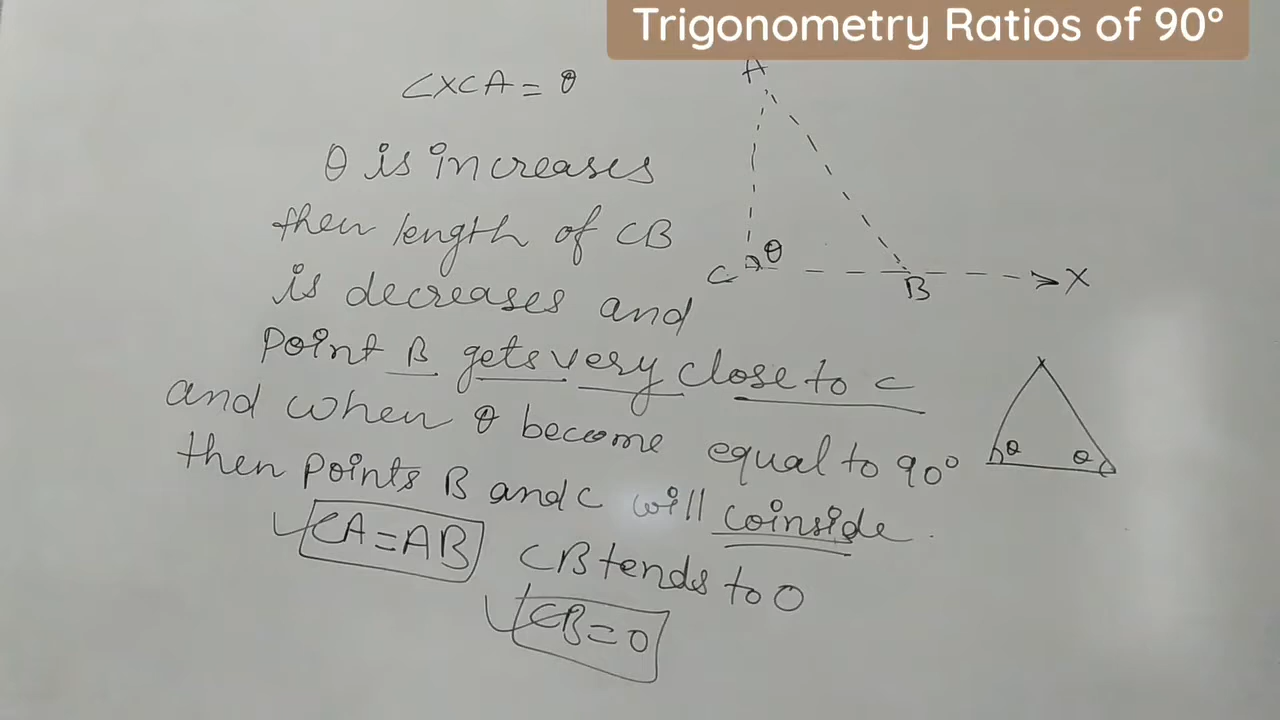 Trigonometry Ratios of 90°
∠XCA = θ
θ is increases
then length of CB
is decreases and
Point B gets very close to C
and when θ become equal to 90°
then points B and C will coinside.
CA=AB CB tends to 0
CB=0
A
C θ
B
X
θ θ